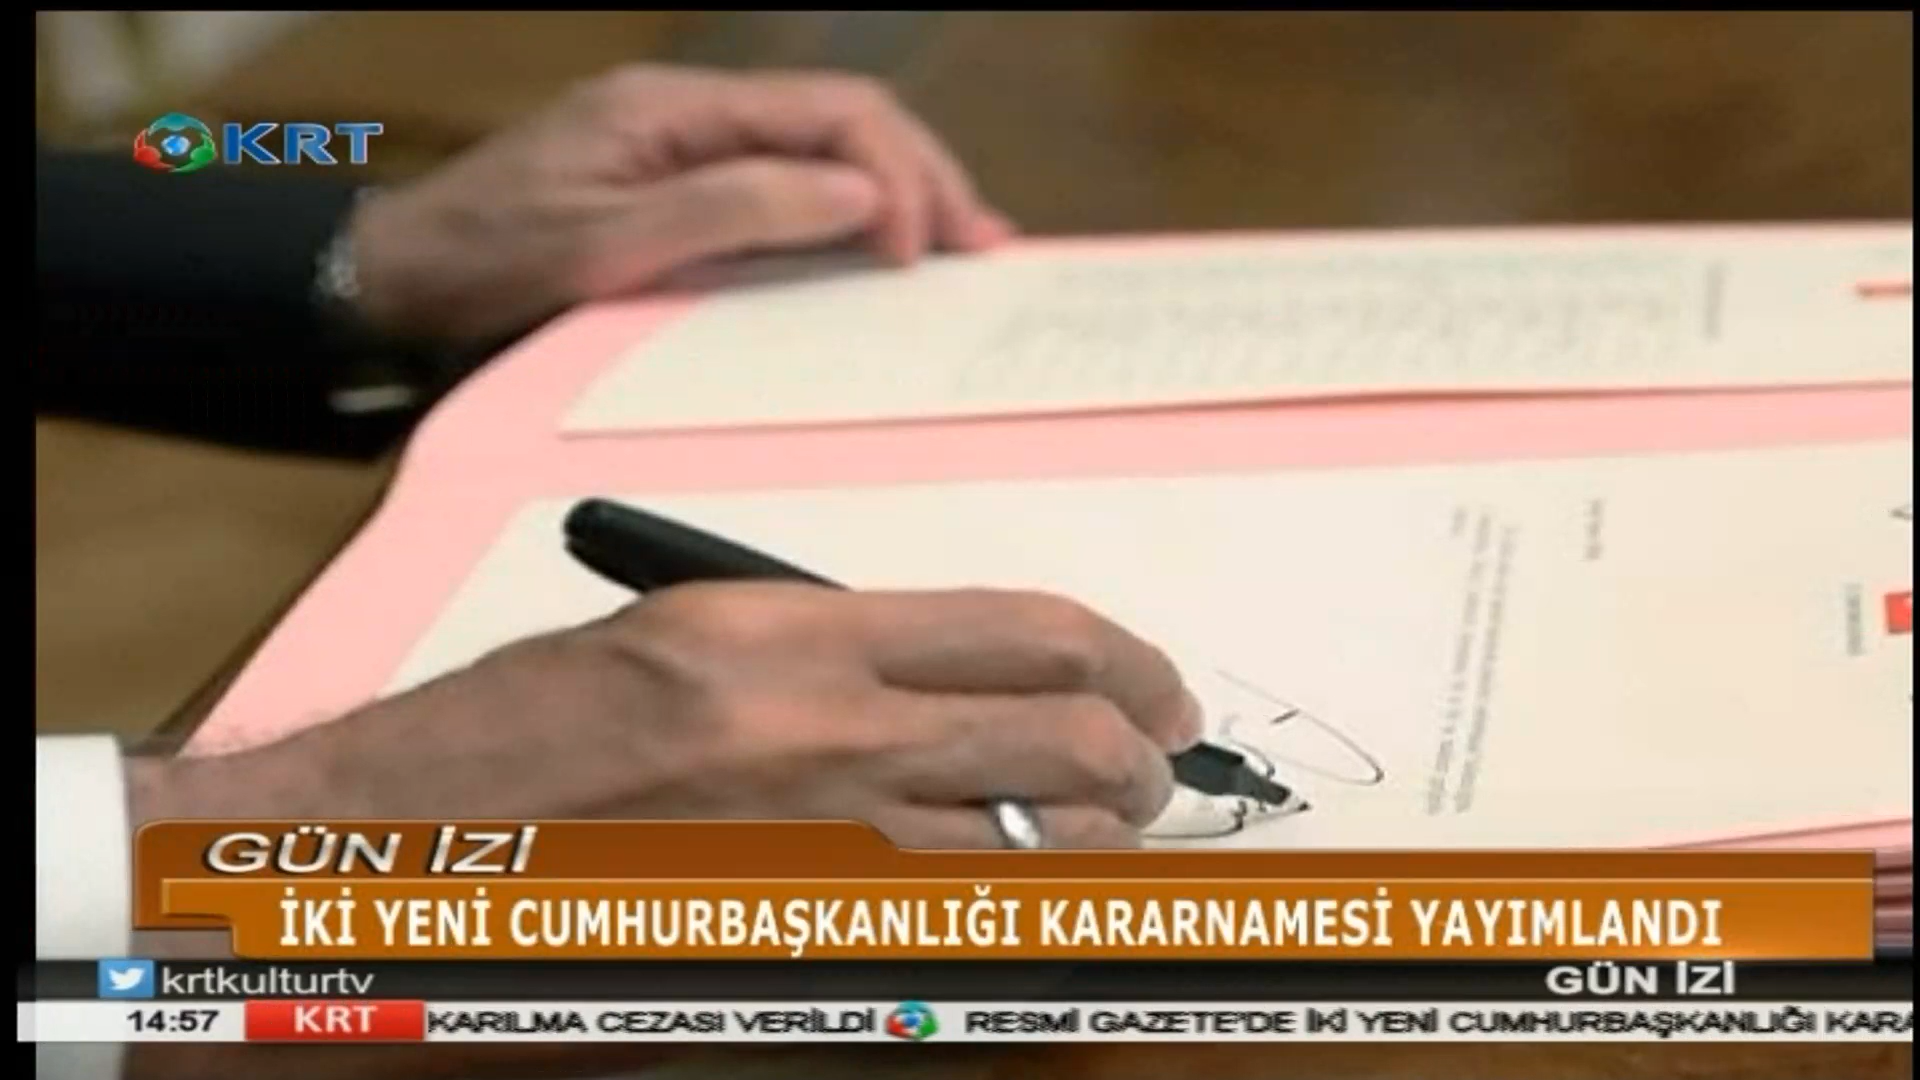 KRT
GÜN İZİ
İKİ YENİ CUMHURBAŞKANLIĞI KARARNAMESİ YAYIMLANDI
krtkulturtv
GÜN İZİ
14:57 KRT KARILMA CEZASI VERİLDİ RESMİ GAZETE'DE İKİ YENİ CUMHURBAŞKANLIĞI KARA